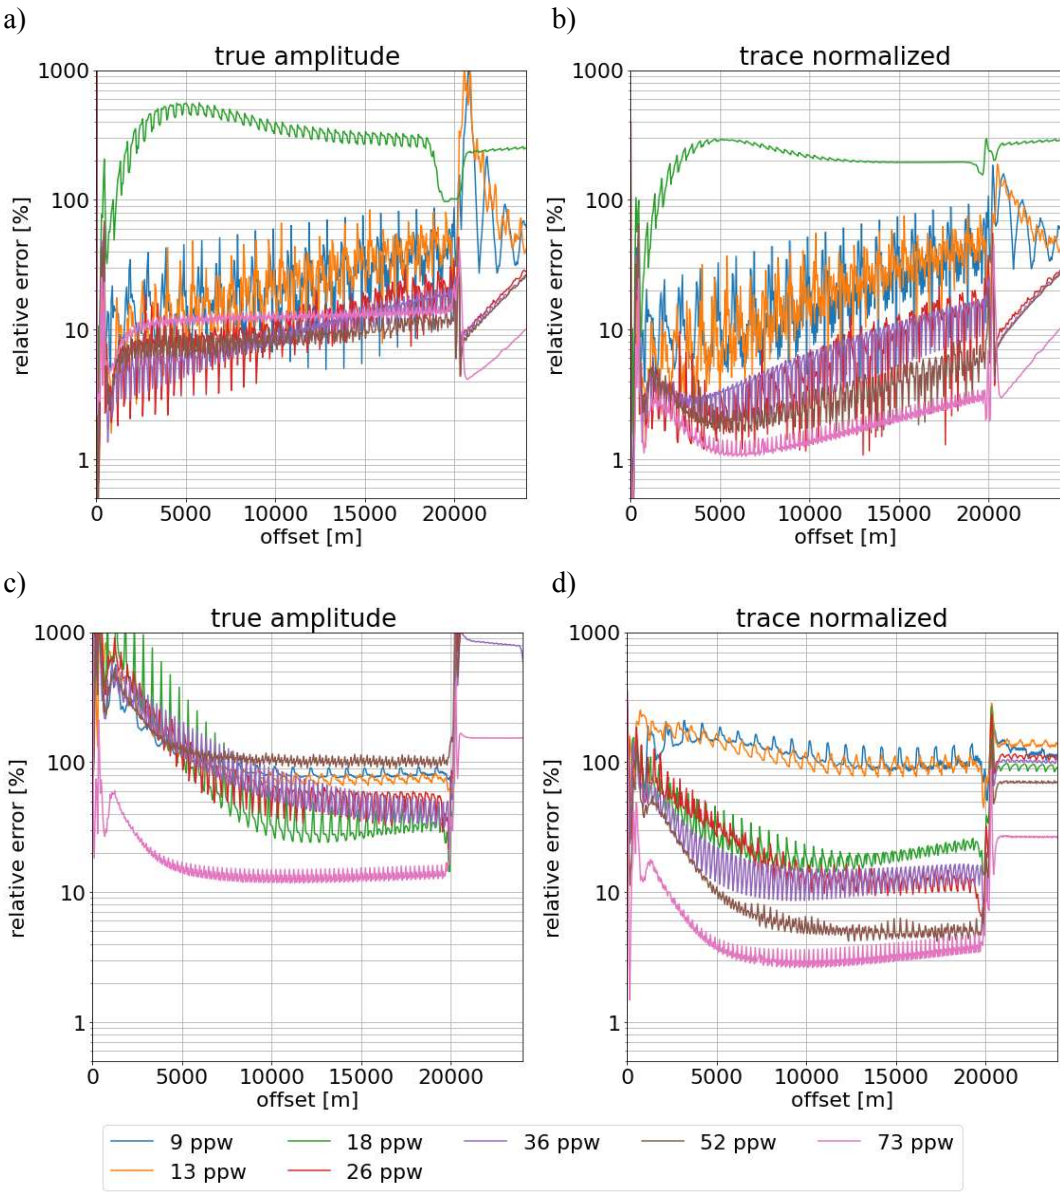 a)
b)
true amplitude
trace normalized
1000
100
10
1
relative error [%]
0 5000 10000 15000 20000
offset [m]
1000
100
10
1
relative error [%]
0 5000 10000 15000 20000
offset [m]
c)
d)
true amplitude
trace normalized
1000
100
10
1
relative error [%]
0 5000 10000 15000 20000
offset [m]
1000
100
10
1
relative error [%]
0 5000 10000 15000 20000
offset [m]
9 ppw 18 ppw 36 ppw 52 ppw 73 ppw
13 ppw 26 ppw